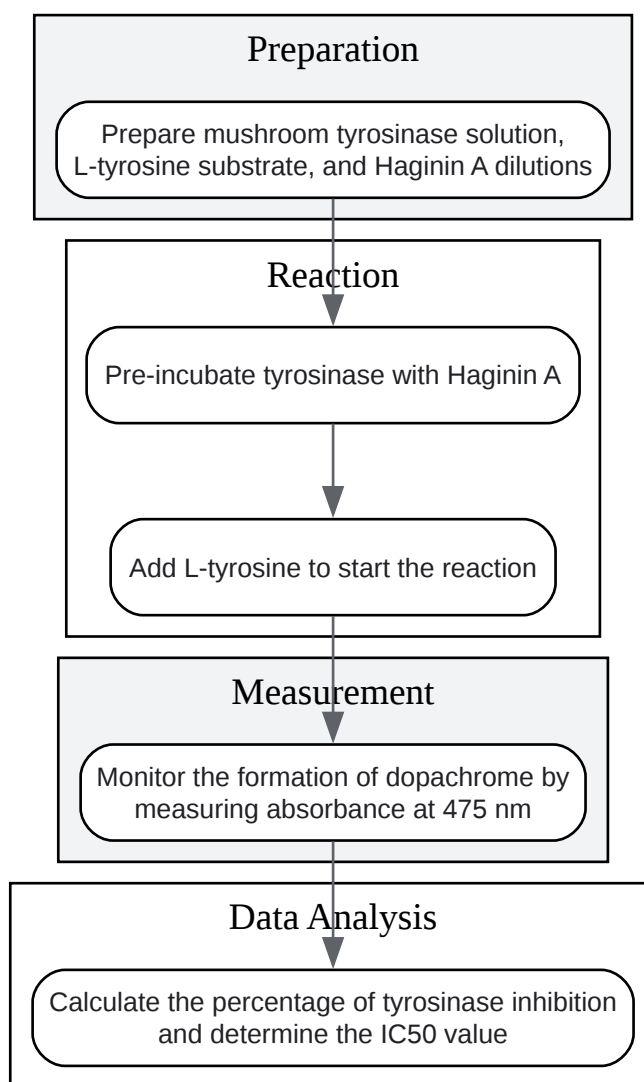 Preparation
Prepare mushroom tyrosinase solution,
L-tyrosine substrate, and Haginin A dilutions
Reaction
Pre-incubate tyrosinase with Haginin A
Add L-tyrosine to start the reaction
Measurement
Monitor the formation of dopachrome by
measuring absorbance at 475 nm
Data Analysis
Calculate the percentage of tyrosinase inhibition
and determine the IC50 value